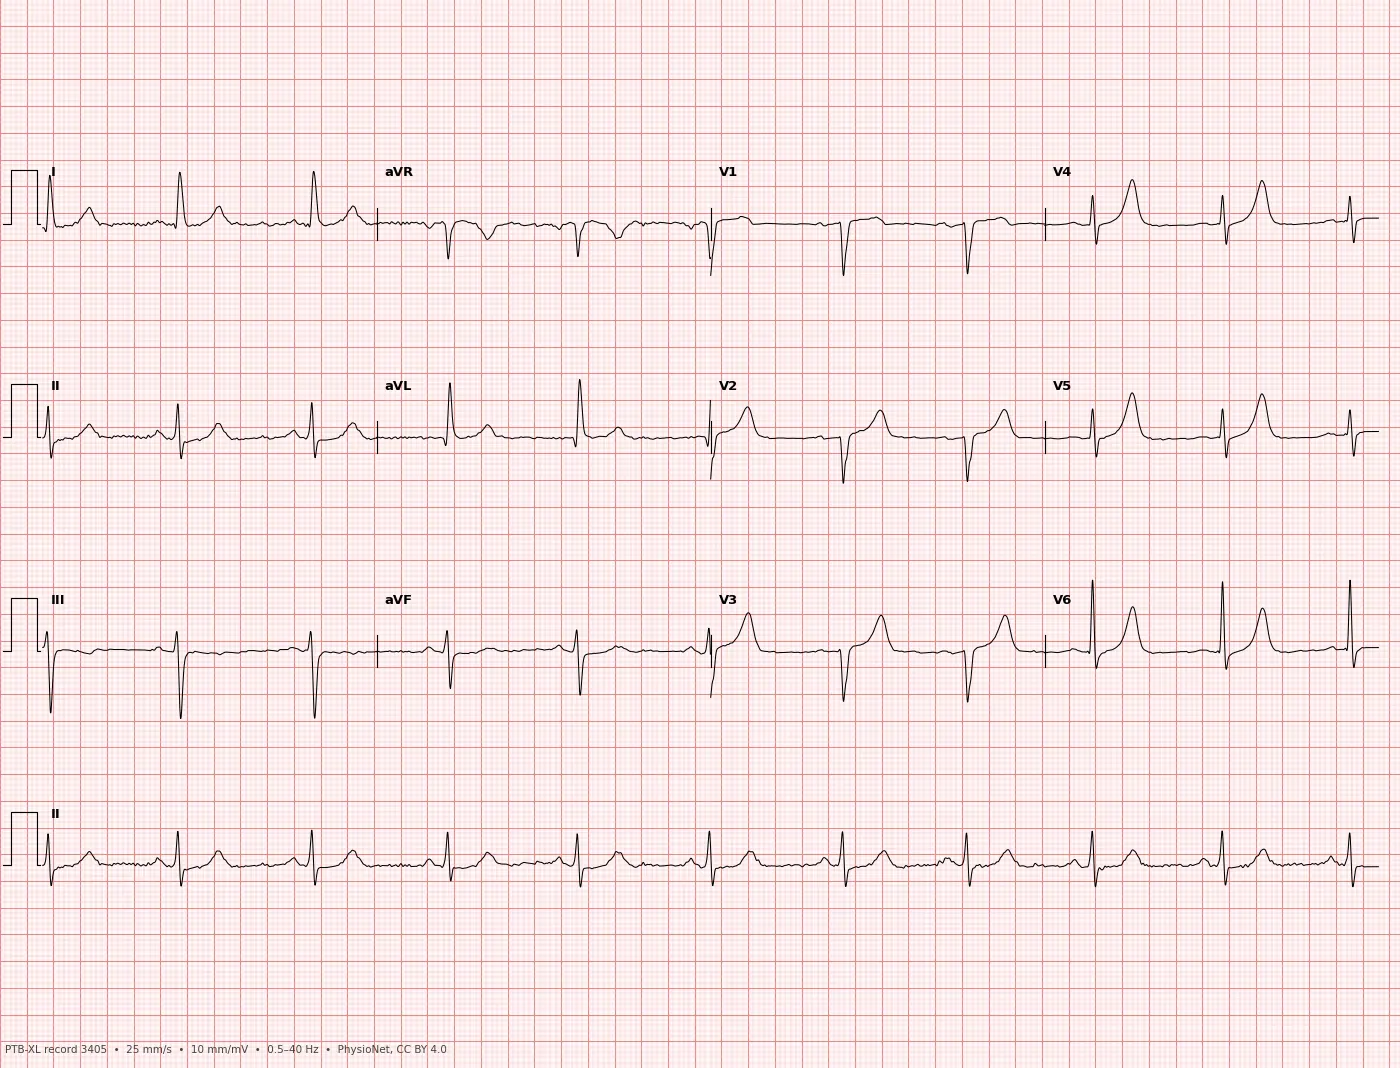 I aVR V1 V4
II aVL V2 V5
III aVF V3 V6
II
PTB-XL record 3405 • 25 mm/s • 10 mm/mV • 0.5–40 Hz • PhysioNet, CC BY 4.0